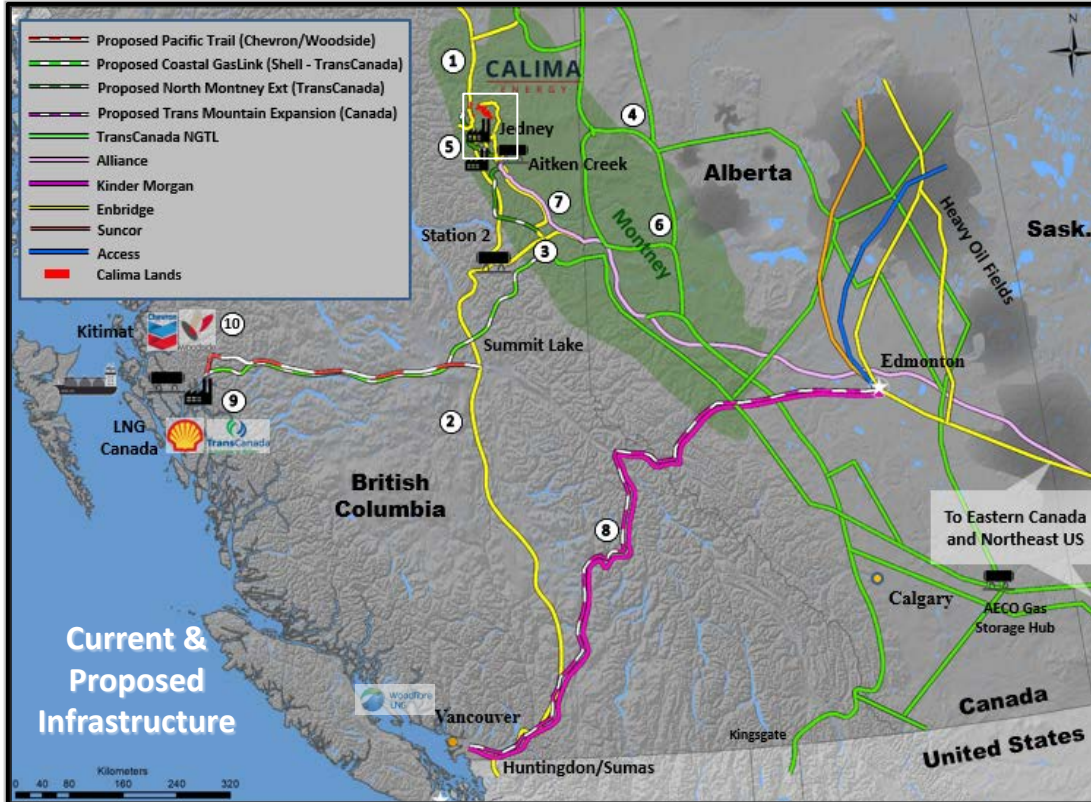 Proposed Pacific Trail (Chevron/Woodside)
Proposed Coastal GasLink (Shell - TransCanada)
Proposed North Montney Ext (TransCanada)
Proposed Trans Mountain Expansion (Canada)
TransCanada NGTL
Alliance
Kinder Morgan
Enbridge
Suncor
Access
Calima Lands
N
1
CALIMA
ENERGY
4
Jedney
5
Aitken Creek
Alberta
7
Montney
6
Heavy Oil Fields
Sask.
Station 2
3
Kitimat
Chevron
Woodside
10
Summit Lake
Edmonton
9
LNG
Canada
TransCanada
2
British
Columbia
8
To Eastern Canada
and Northeast US
Calgary
AECO Gas
Storage Hub
Current &
Proposed
Infrastructure
Woodfibre
LNG
Vancouver
Kingsgate
Canada
United States
Huntingdon/Sumas
Kilometers
0 40 80 160 240 320